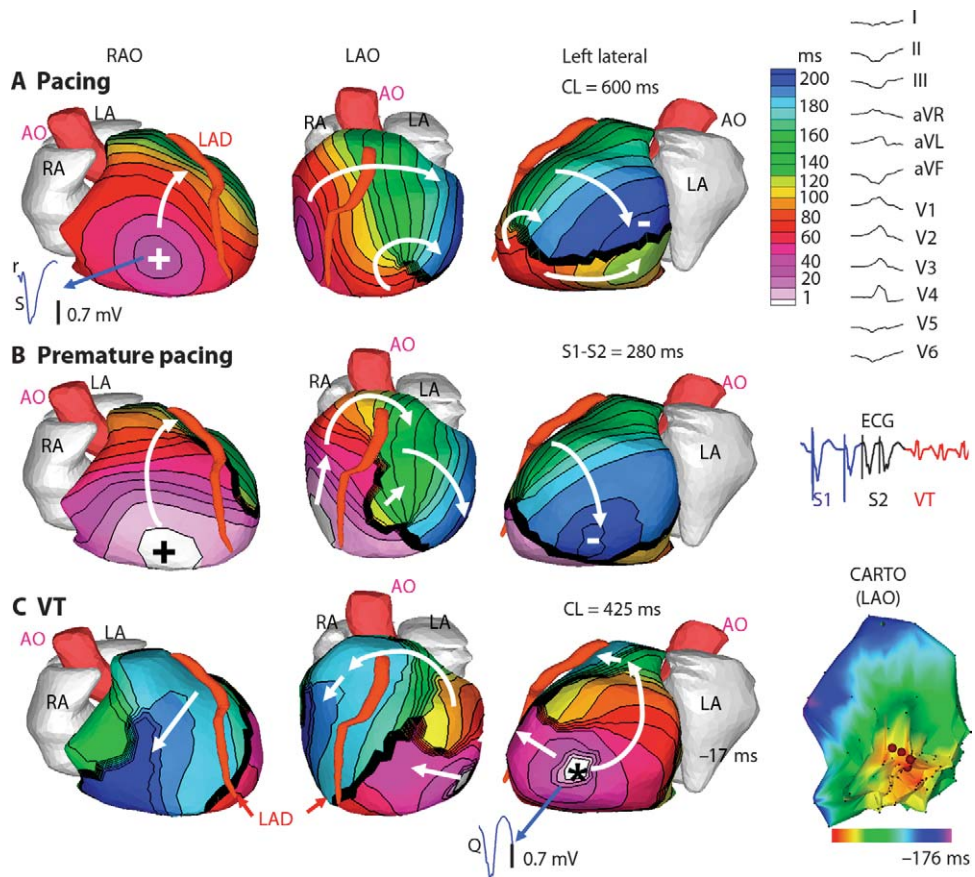 RAO
LAO
Left lateral
A Pacing
CL = 600 ms
AO
LA
LAD
RA
AO
RA
LA
AO
LA
+
-
r
S
0.7 mV
ms
200
180
160
140
120
100
80
60
40
20
1
I
II
III
aVR
aVL
aVF
V1
V2
V3
V4
V5
V6
B Premature pacing
S1-S2 = 280 ms
AO
LA
RA
AO
RA
LA
AO
LA
+
-
ECG
S1
S2
VT
C VT
CL = 425 ms
AO
LA
RA
RA
AO
LA
AO
LA
*
–17 ms
LAD
Q
0.7 mV
CARTO
(LAO)
–176 ms